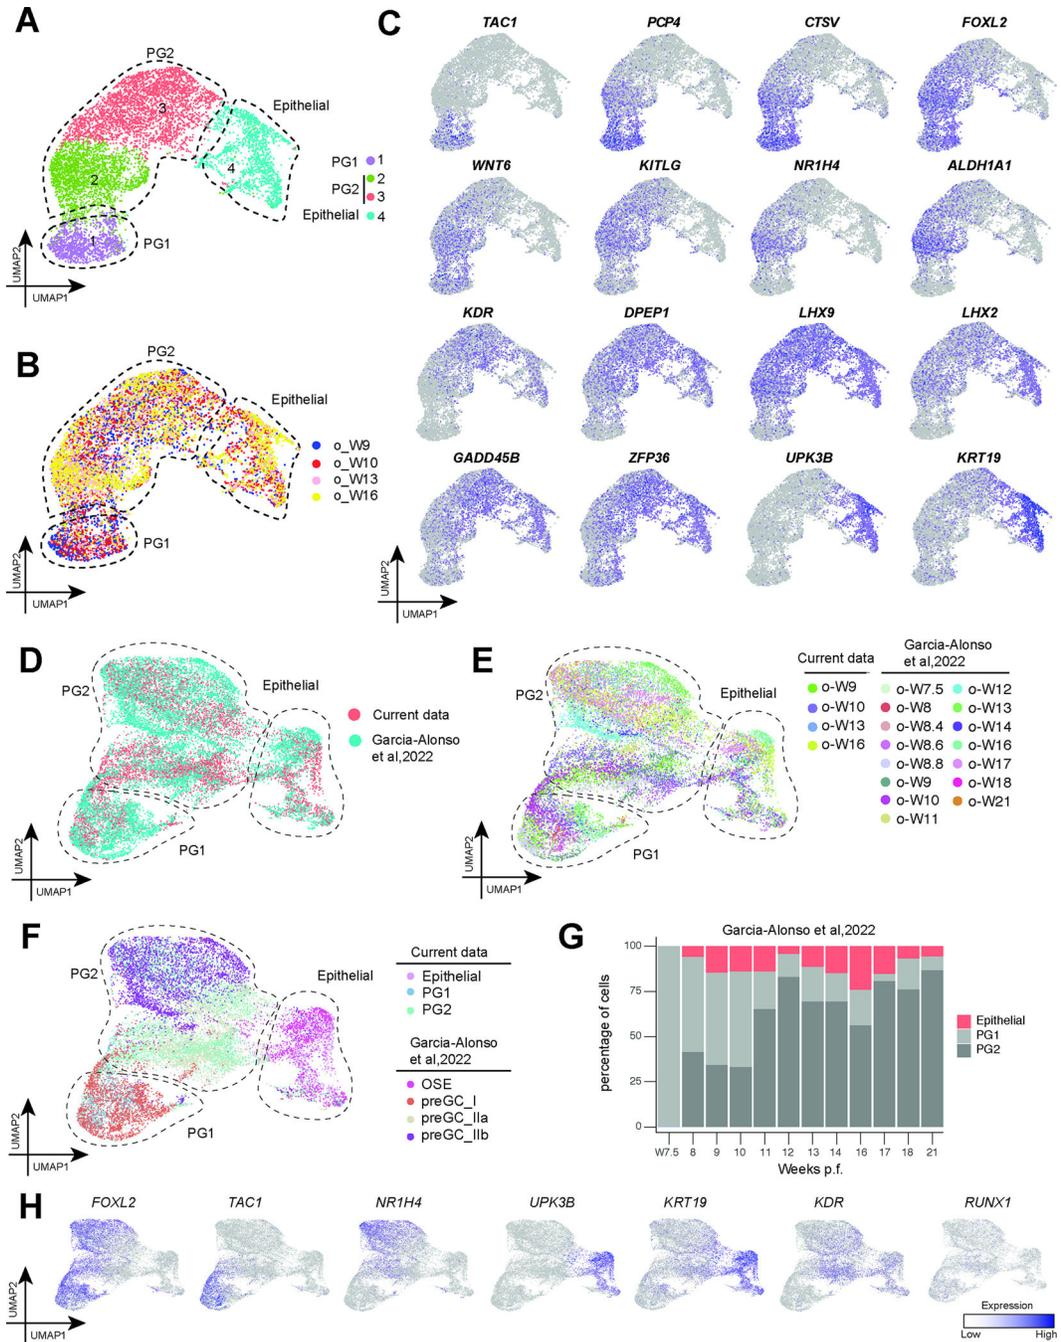 A
PG2
Epithelial
3
4
2
1
PG1
PG1 1
2
PG2
3
Epithelial 4
UMAP2
UMAP1
B
PG2
Epithelial
o_W9
o_W10
o_W13
o_W16
PG1
UMAP2
UMAP1
C
TAC1 PCP4 CTSV FOXL2
WNT6 KITLG NR1H4 ALDH1A1
KDR DPEP1 LHX9 LHX2
GADD45B ZFP36 UPK3B KRT19
UMAP2
UMAP1
D
PG2
Epithelial
Current data
Garcia-Alonso
et al,2022
PG1
UMAP2
UMAP1
E
PG2
Epithelial
PG1
Current data
o-W9
o-W10
o-W13
o-W16
Garcia-Alonso
et al,2022
o-W7.5 o-W12
o-W8 o-W13
o-W8.4 o-W14
o-W8.6 o-W16
o-W8.8 o-W17
o-W9 o-W18
o-W10 o-W21
o-W11
UMAP2
UMAP1
F
PG2
Epithelial
PG1
Current data
Epithelial
PG1
PG2
Garcia-Alonso
et al,2022
OSE
preGC_I
preGC_IIa
preGC_IIb
UMAP2
UMAP1
G
Garcia-Alonso et al,2022
percentage of cells
100
75
50
25
0
W7.5 8 9 10 11 12 13 14 16 17 18 21
Weeks p.f.
Epithelial
PG1
PG2
H
FOXL2 TAC1 NR1H4 UPK3B KRT19 KDR RUNX1
UMAP2
UMAP1
Expression
Low High